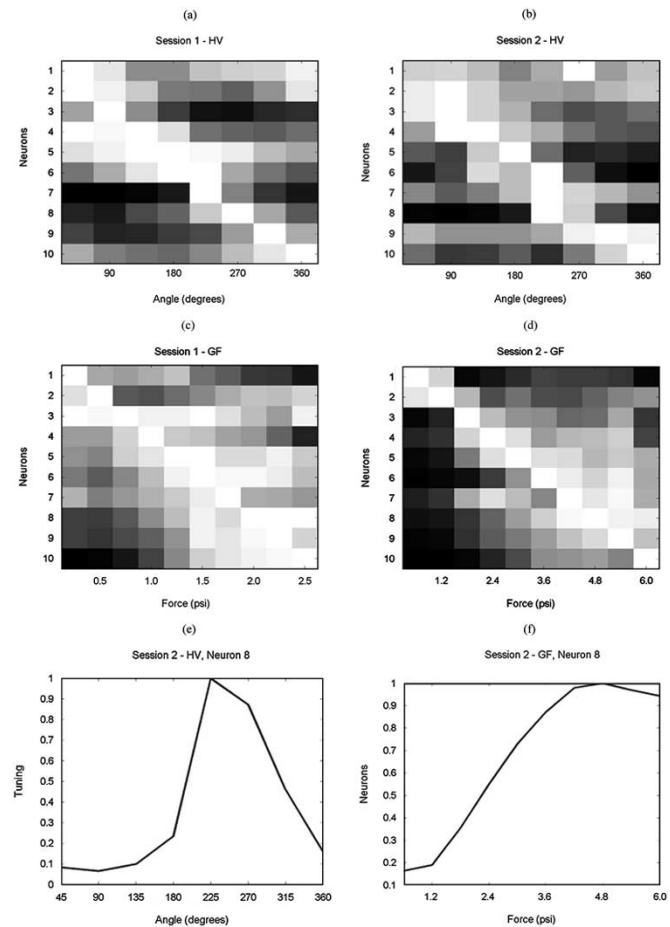 (a)
Session 1 - HV
Neurons
1
2
3
4
5
6
7
8
9
10
90 180 270 360
Angle (degrees)
(b)
Session 2 - HV
Neurons
1
2
3
4
5
6
7
8
9
10
90 180 270 360
Angle (degrees)
(c)
Session 1 - GF
Neurons
1
2
3
4
5
6
7
8
9
10
0.5 1.0 1.5 2.0 2.5
Force (psi)
(d)
Session 2 - GF
Neurons
1
2
3
4
5
6
7
8
9
10
1.2 2.4 3.6 4.8 6.0
Force (psi)
(e)
Session 2 - HV, Neuron 8
Tuning
1
0.9
0.8
0.7
0.6
0.5
0.4
0.3
0.2
0.1
0
45 90 135 180 225 270 315 360
Angle (degrees)
(f)
Session 2 - GF, Neuron 8
Neurons
1
0.9
0.8
0.7
0.6
0.5
0.4
0.3
0.2
0.1
1.2 2.4 3.6 4.8 6.0
Force (psi)